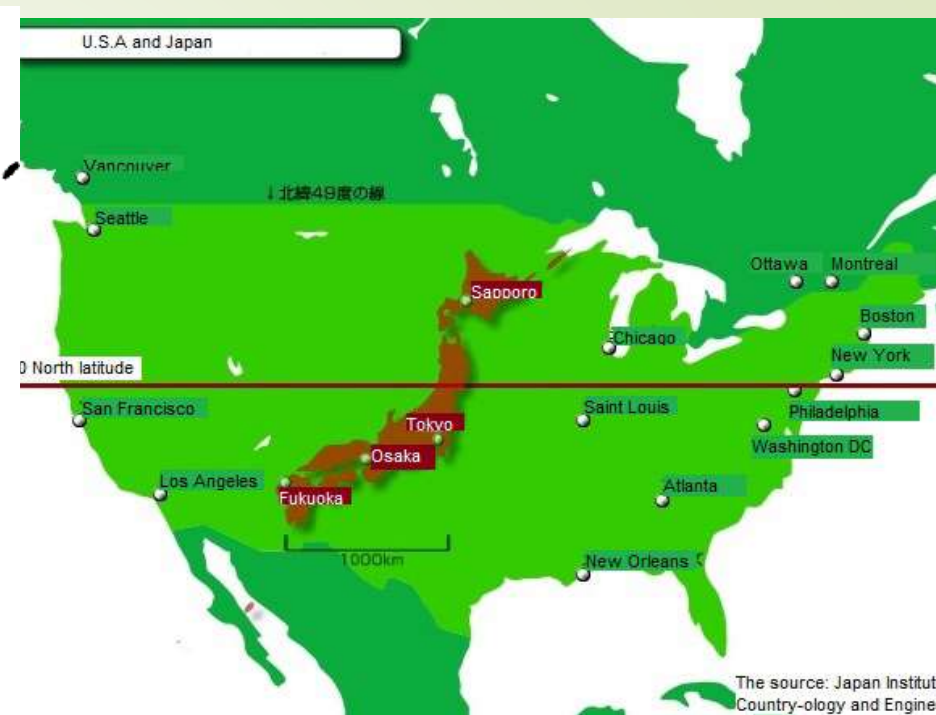 U.S.A and Japan
Vancouver
↓北緯49度の線
Seattle
Ottawa
Montreal
Sapporo
Boston
Chicago
New York
0 North latitude
San Francisco
Saint Louis
Philadelphia
Tokyo
Washington DC
Osaka
Los Angeles
Atlanta
Fukuoka
1000km
New Orleans
The source: Japan Institut
Country-ology and Engine